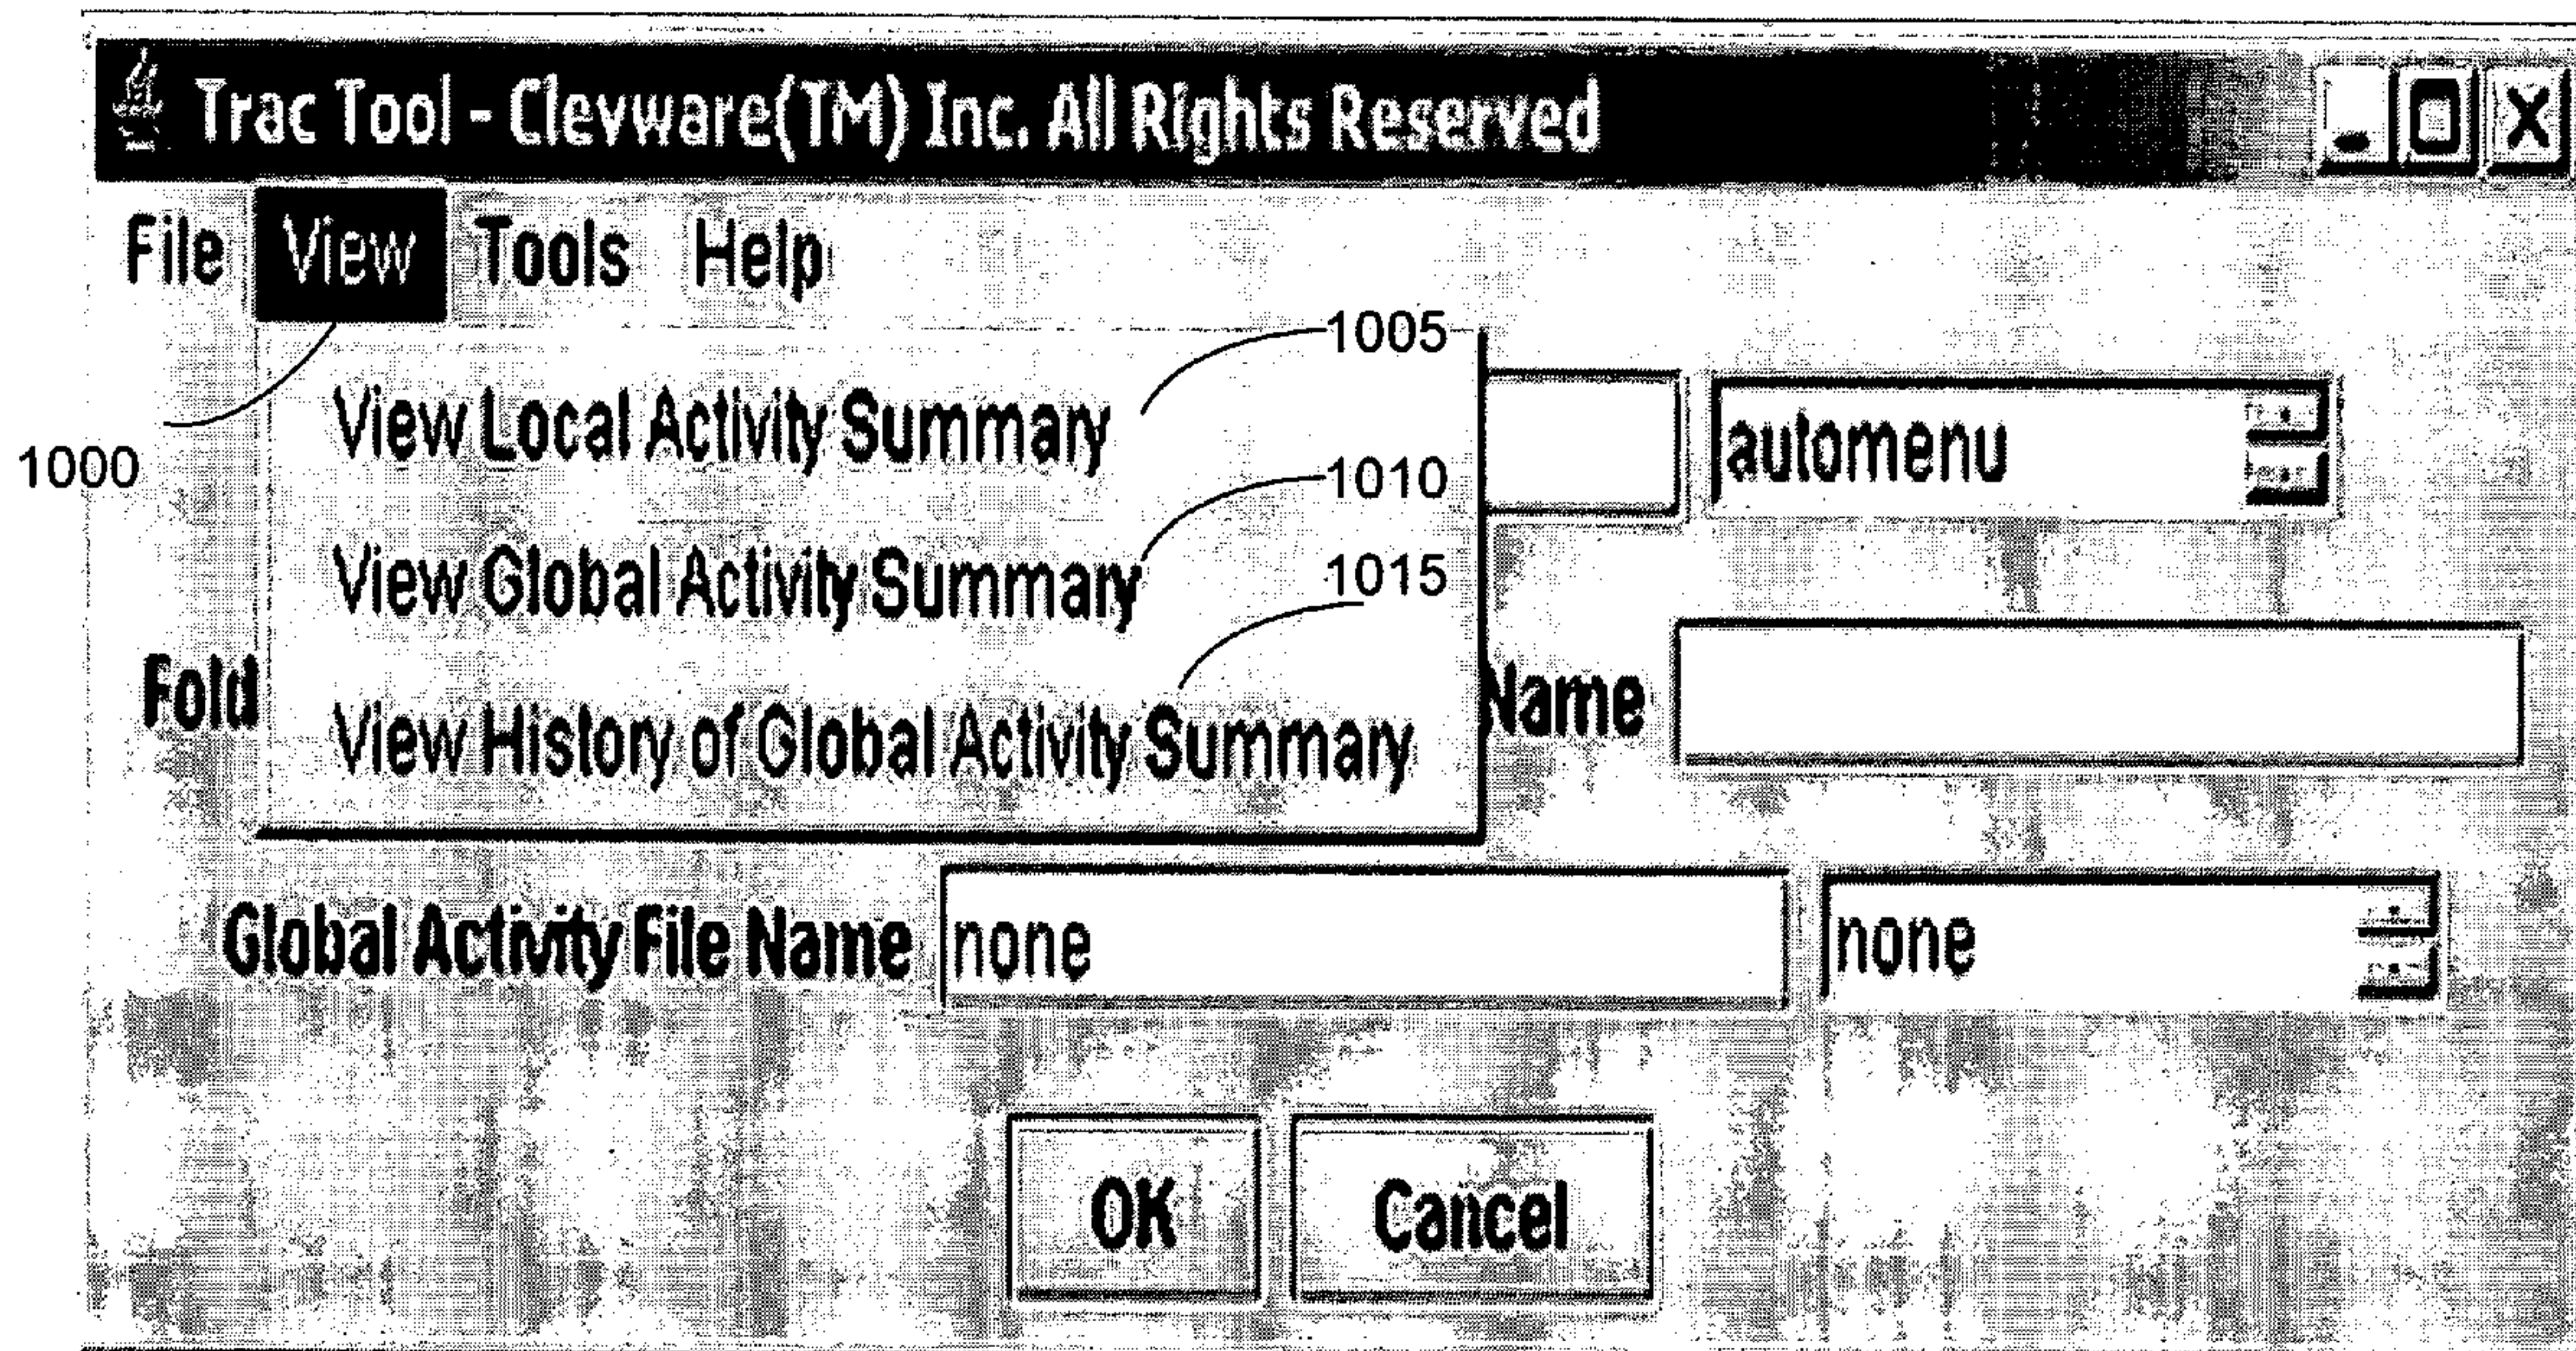 Trac Tool - Clevware(TM) Inc. All Rights Reserved
File View Tools Help
1005
View Local Activity Summary
automenu
1000
1010
View Global Activity Summary
1015
Fold
Name
View History of Global Activity Summary
Global Activity File Name none none
OK Cancel